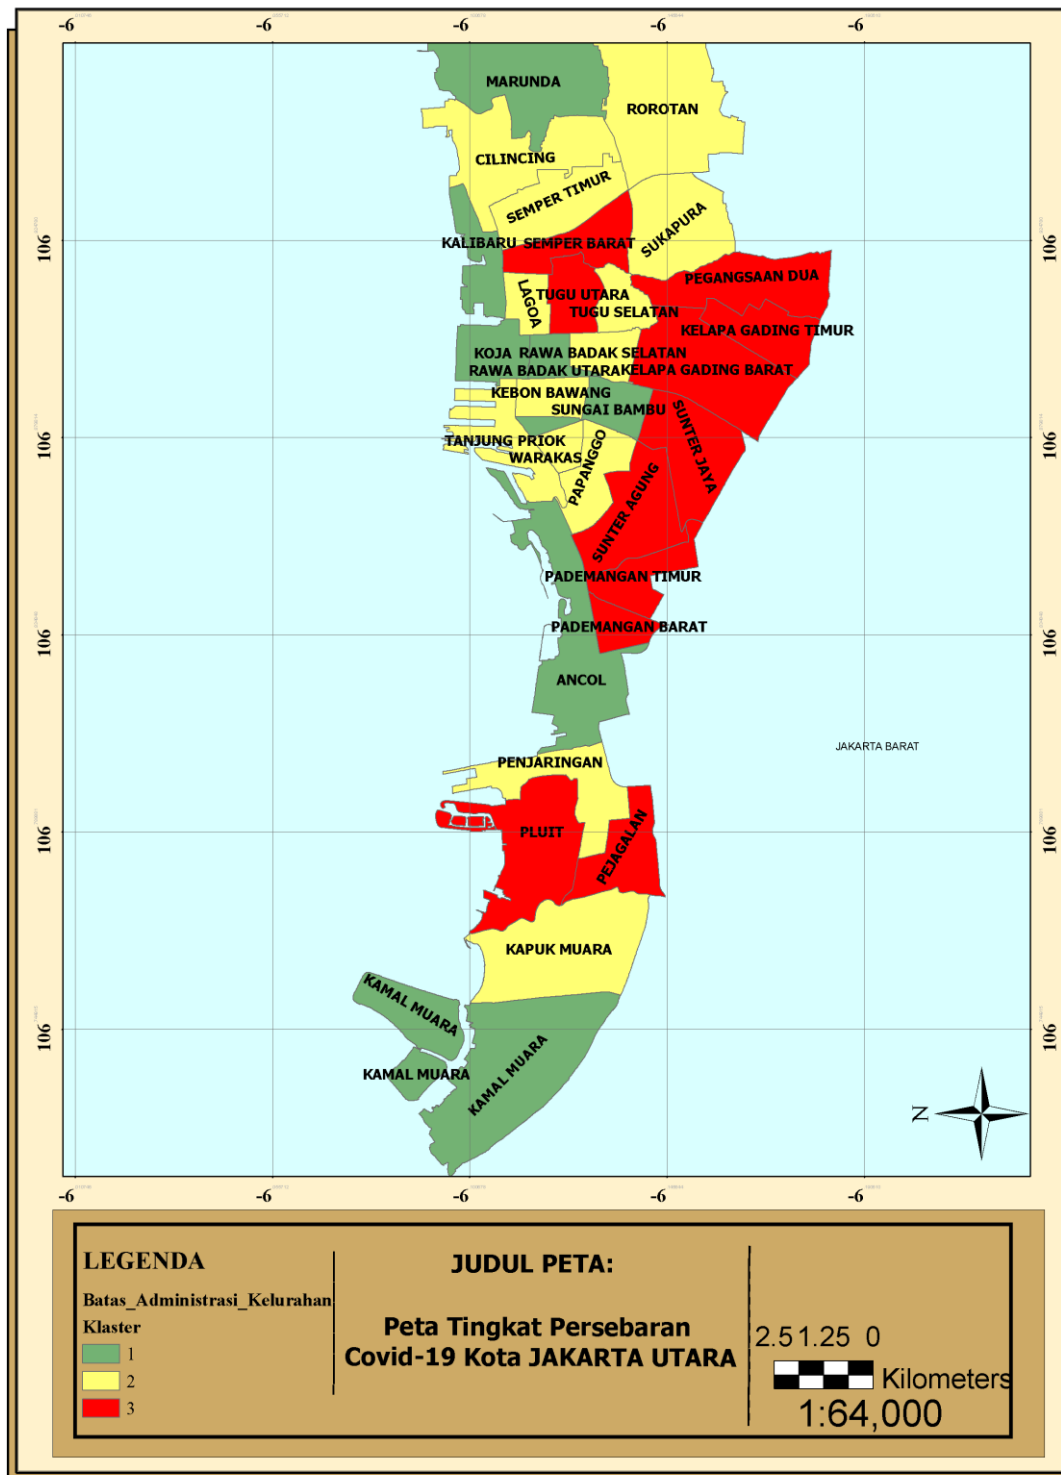 -6 -6 -6 -6 -6
MARUNDA
ROROTAN
CILINCING
SEMPER TIMUR
SUKAPURA
106 KALIBARU SEMPER BARAT 106
PEGANGSAAN DUA
LAGOA
TUGU UTARA
TUGU SELATAN
KELAPA GADING TIMUR
KOJA RAWA BADAK SELATAN
RAWA BADAK UTARA KELAPA GADING BARAT
KEBON BAWANG
SUNGAI BAMBU
SUNTER JAYA
106 TANJUNG PRIOK 106
WARAKAS
PAPANGGO
SUNTER AGUNG
PADEMANGAN TIMUR
PADEMANGAN BARAT
106 106
ANCOL
JAKARTA BARAT
PENJARINGAN
106 PLUIT 106
PEJAGALAN
KAPUK MUARA
KAMAL MUARA
106 106
KAMAL MUARA
KAMAL MUARA
N
-6 -6 -6 -6 -6
LEGENDA
Batas_Administrasi_Kelurahan
Klaster
1
2
3
JUDUL PETA:
Peta Tingkat Persebaran
Covid-19 Kota JAKARTA UTARA
2.5 1.25 0
Kilometers
1:64,000